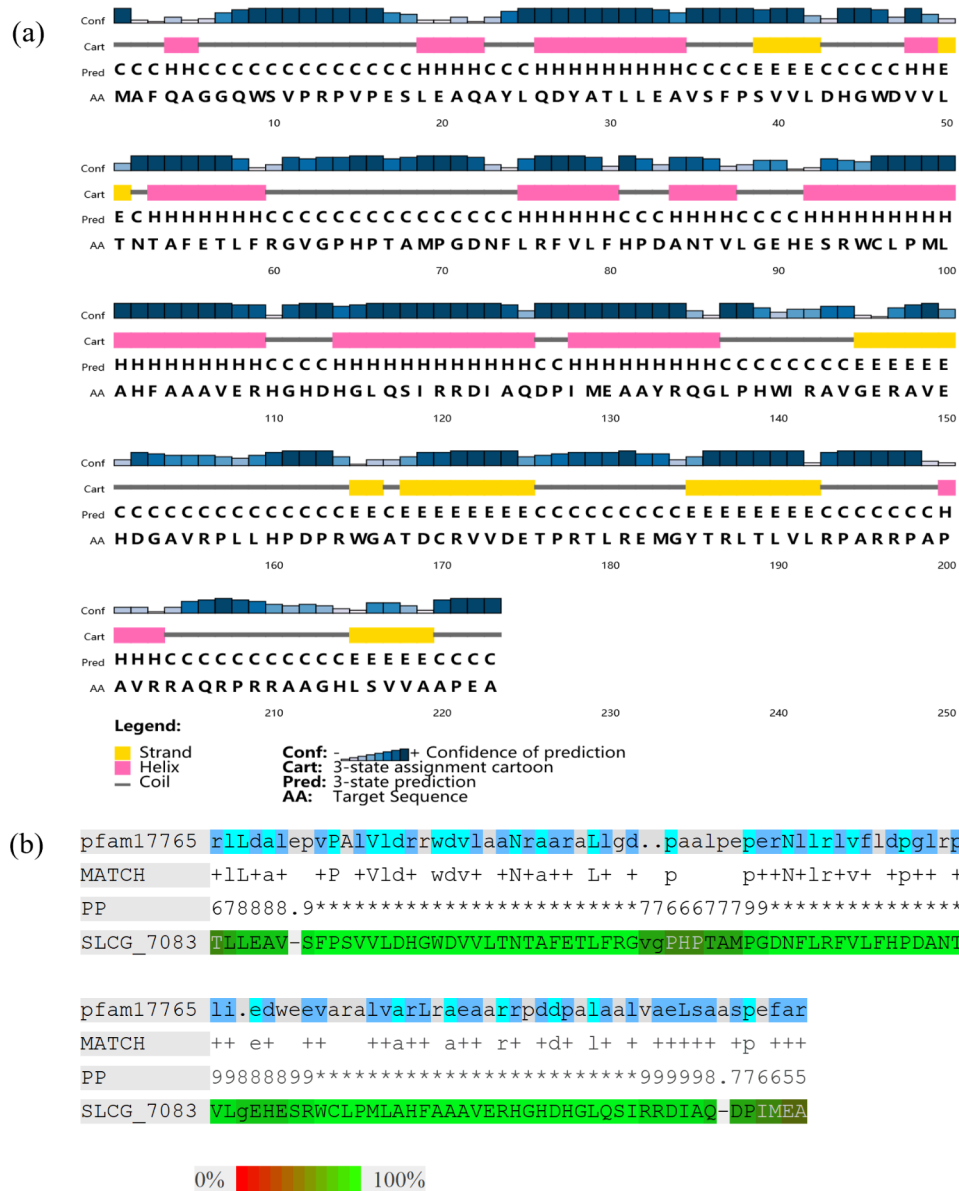 (a)
Conf
Cart
Pred CCCHHCCCCCCCCCCCCCHHHHCCCHHHHHHHHHCCCCEEEECCCCCHHE
AA MAFQAGGQWSVPRPVPESLEAQAYLQDYATLLEAVSFPSVVLDHGWDVVL
10 20 30 40 50
Conf
Cart
Pred ECHHHHHHHCCCCCCCCCCCCCCCHHHHHHCCCHHHHCCCCHHHHHHHHH
AA TNTAFETLFRGVGPHPTAMPGDNFLRFVLFHPDANTVLGEHESRWCLPML
60 70 80 90 100
Conf
Cart
Pred HHHHHHHHHCCCCHHHHHHHHHHHHCCHHHHHHHHHCCCCCCCCEEEEEE
AA AHFAAAVERHGHDHGLQSIRRDIAQDPIMEAAYRQGLPHWIRAVGERAVE
110 120 130 140 150
Conf
Cart
Pred CCCCCCCCCCCCCCEECEEEEEEEECCCCCCCCCEEEEEEEECCCCCCCH
AA HDGAVRPLLHPDPRWGATDCRVVDETPRTLREMGYTRLTLVLRPARRPAP
160 170 180 190 200
Conf
Cart
Pred HHHCCCCCCCCCCCEEEEECCCC
AA AVRRAQRPRRAAGHLSVVAAPEA
210 220 230 240 250
Legend:
Strand
Helix
Coil
Conf: - + Confidence of prediction
Cart: 3-state assignment cartoon
Pred: 3-state prediction
AA: Target Sequence
(b)
pfam17765 rlLdalepvPAlVldrrwdvlaaNraaraLlgd..paalpeperNllrlvfldpglrp
MATCH +lL+a+  +P +Vld+ wdv+ +N+a++ L+ +  p    p++N+lr+v+ +p++ +
PP 678888.9*************************7766677799***************
SLCG_7083 TLLEAV-SFPSVVLDHGWDVVLTNTAFETLFRGvgPHPTAMPGDNFLRFVLFHPDANT
pfam17765 li.edweevaralvarLraeaarrpddpalaalvaeLsaaspefar
MATCH ++ e+  ++   ++a++ a++  r+ +d+ l+ + +++++ +p +++
PP 99888899*************************999998.776655
SLCG_7083 VLgEHESRWCLPMLAHFAAAVERHGHDHGLQSIRRDIAQ-DPIMEA
0% 100%